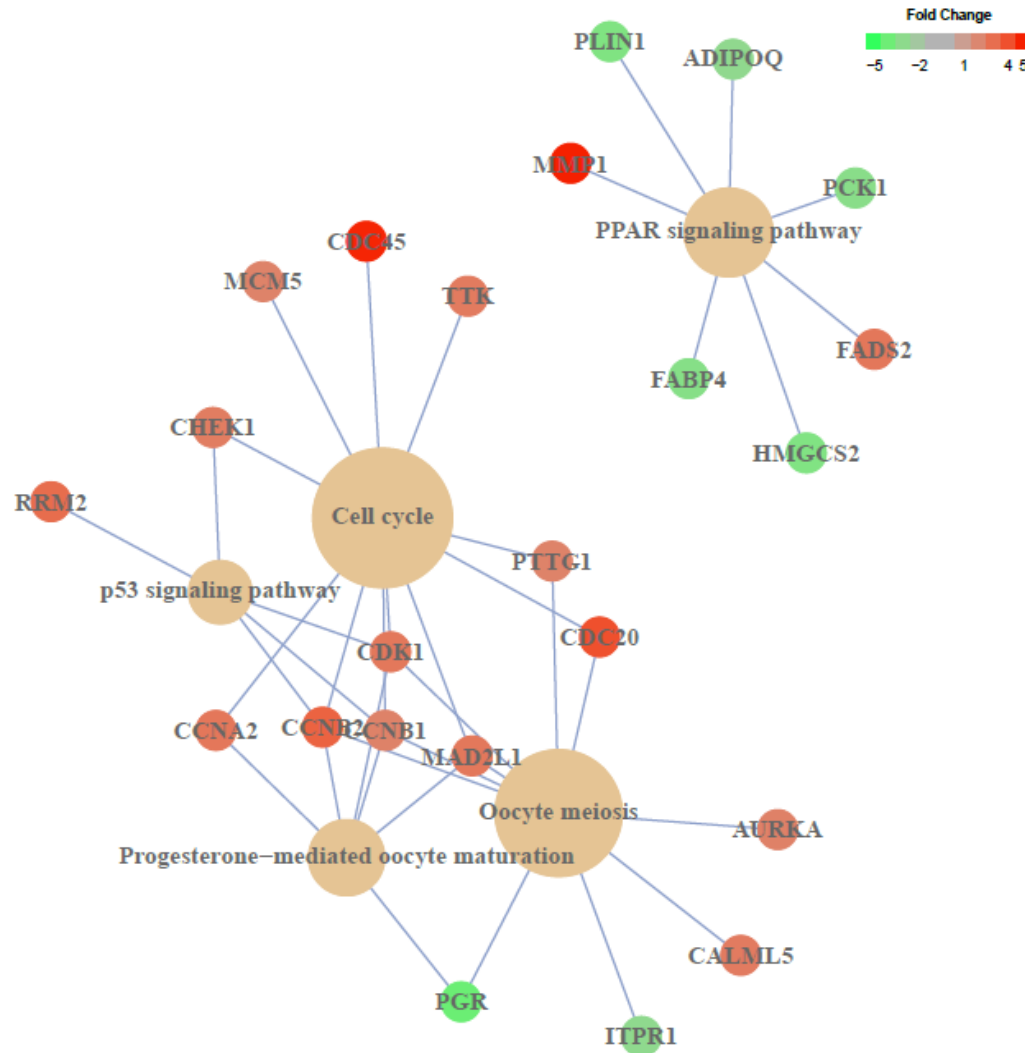 Fold Change
−5 −2 1 4 5
PLIN1
ADIPOQ
MMP1
PCK1
PPAR signaling pathway
CDC45
MCM5
TTK
FADS2
FABP4
CHEK1
HMGCS2
RRM2
Cell cycle
PTTG1
p53 signaling pathway
CDC20
CDK1
CCNA2
CCNB2
CCNB1
MAD2L1
Oocyte meiosis
AURKA
Progesterone−mediated oocyte maturation
CALML5
PGR
ITPR1